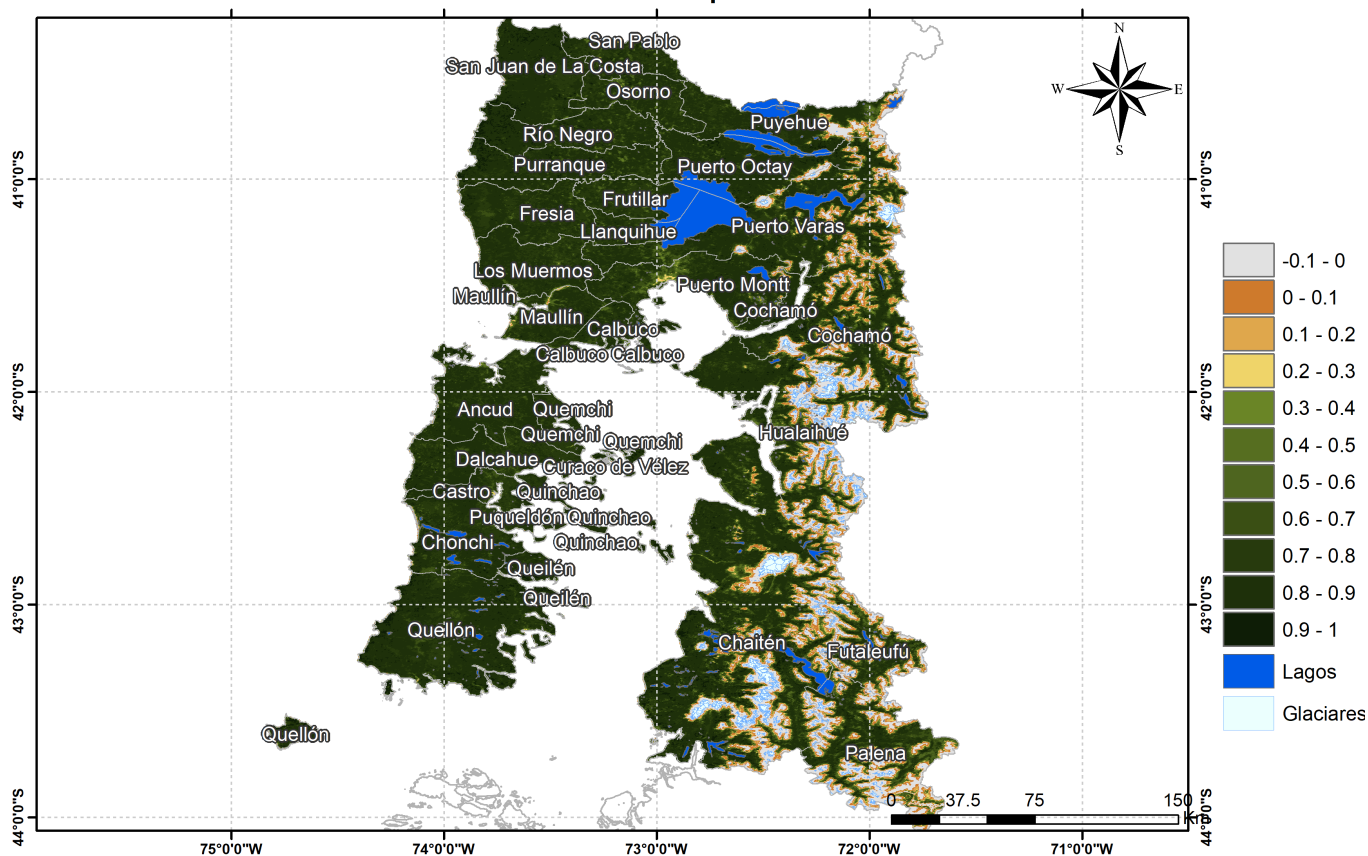 N
W
E
S
San Pablo
San Juan de La Costa
Osorno
Puyehue
Río Negro
Purranque
Puerto Octay
Frutillar
Fresia
Puerto Varas
Llanquihue
Los Muermos
Puerto Montt
Maullín
Cochamó
Maullín
Calbuco
Cochamó
Calbuco Calbuco
Ancud
Quemchi
Quemchi
Hualaihué
Quemchi
Dalcahue
Curaco de Vélez
Castro
Quinchao
Puqueldón Quinchao
Chonchi
Quinchao
Queilén
Queilén
Quellón
Chaitén
Futaleufú
Quellón
Palena
0
37.5
75
150
Km
41°0'0"S
42°0'0"S
43°0'0"S
44°0'0"S
41°0'0"S
42°0'0"S
43°0'0"S
44°0'0"S
75°0'0"W
74°0'0"W
73°0'0"W
72°0'0"W
71°0'0"W
-0.1 - 0
0 - 0.1
0.1 - 0.2
0.2 - 0.3
0.3 - 0.4
0.4 - 0.5
0.5 - 0.6
0.6 - 0.7
0.7 - 0.8
0.8 - 0.9
0.9 - 1
Lagos
Glaciares